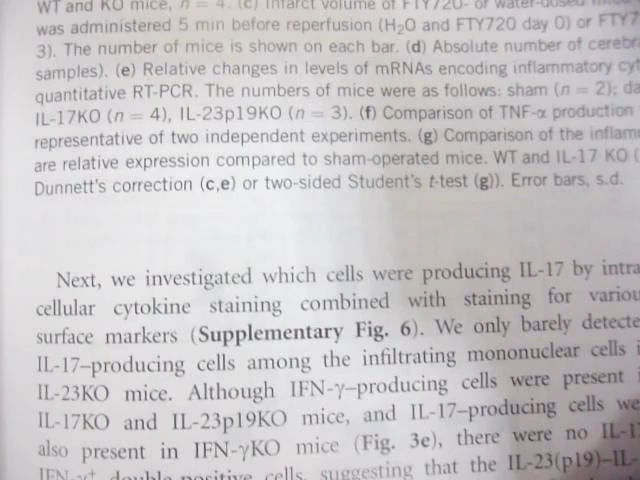 WT and KO mice, n = 4. (c) Infarct volume of FTY720- or water-dosed
was administered 5 min before reperfusion (H2O and FTY720 day 0) or FTY7
3). The number of mice is shown on each bar. (d) Absolute number of cerebr
samples). (e) Relative changes in levels of mRNAs encoding inflammatory cyt
quantitative RT-PCR. The numbers of mice were as follows: sham (n = 2); da
IL-17KO (n = 4), IL-23p19KO (n = 3). (f) Comparison of TNF-α production
representative of two independent experiments. (g) Comparison of the inflam
are relative expression compared to sham-operated mice. WT and IL-17 KO (
Dunnett's correction (c,e) or two-sided Student's t-test (g)). Error bars, s.d.
Next, we investigated which cells were producing IL-17 by intra
cellular cytokine staining combined with staining for variou
surface markers (Supplementary Fig. 6). We only barely detecte
IL-17–producing cells among the infiltrating mononuclear cells i
IL-23KO mice. Although IFN-γ–producing cells were present i
IL-17KO and IL-23p19KO mice, and IL-17–producing cells we
also present in IFN-γKO mice (Fig. 3e), there were no IL-1
IFN-γ+ double-positive cells, suggesting that the IL-23(p19)–IL-